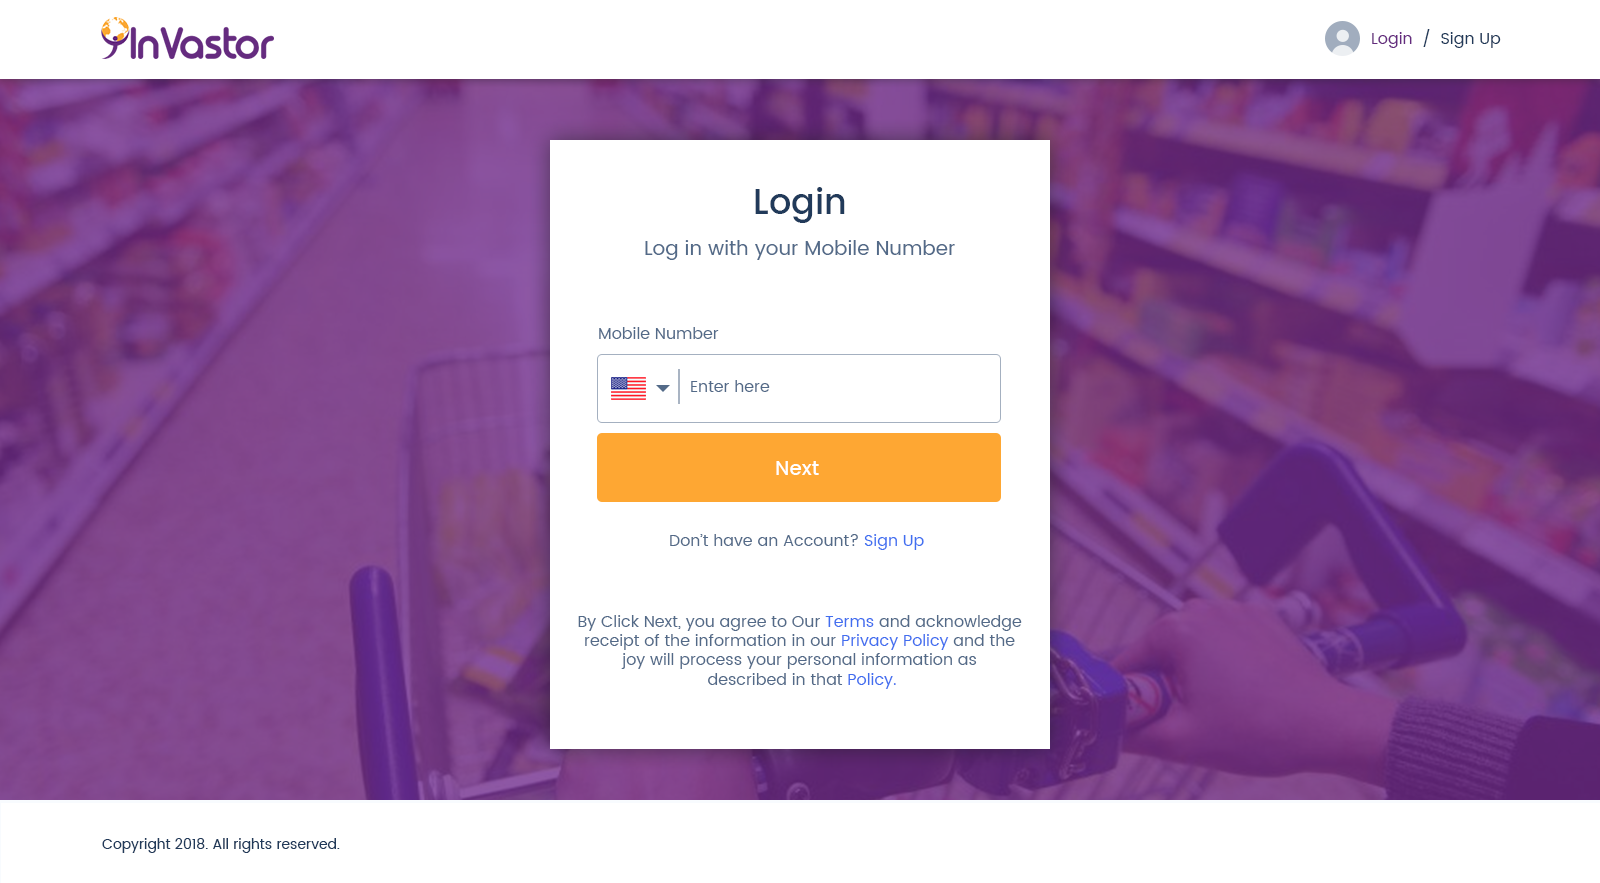 InVastor
Login / Sign Up
Login
Log in with your Mobile Number
Mobile Number
Enter here
Next
Don't have an Account? Sign Up
By Click Next, you agree to Our Terms and acknowledge
receipt of the information in our Privacy Policy and the
joy will process your personal information as
described in that Policy.
Copyright 2018. All rights reserved.